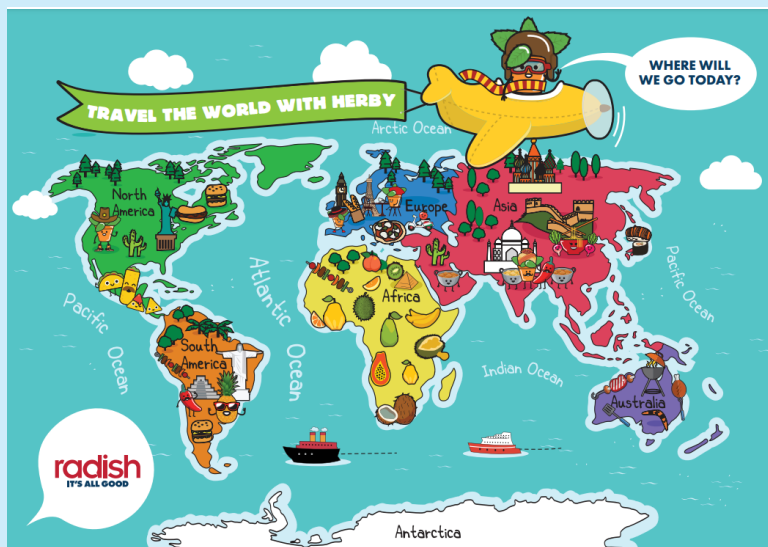 WHERE WILL
WE GO TODAY?
TRAVEL THE WORLD WITH HERBY
Arctic Ocean
North
America
Europe
Asia
Pacific Ocean
Atlantic
Ocean
Africa
Pacific Ocean
South
America
Indian Ocean
Australia
radish
IT'S ALL GOOD
Antarctica